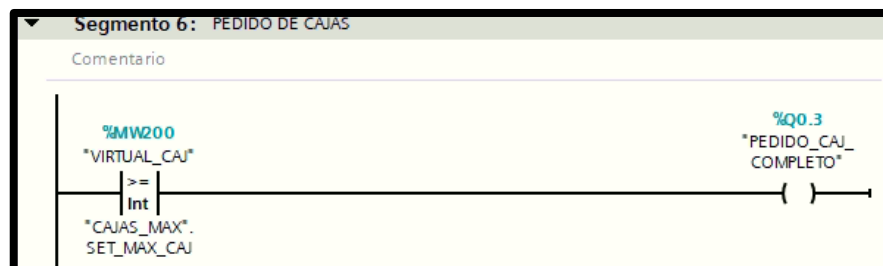 Segmento 6: PEDIDO DE CAJAS
Comentario
%MW200
"VIRTUAL_CAJ"
>=
Int
"CAJAS_MAX".
SET_MAX_CAJ
%Q0.3
"PEDIDO_CAJ_
COMPLETO"